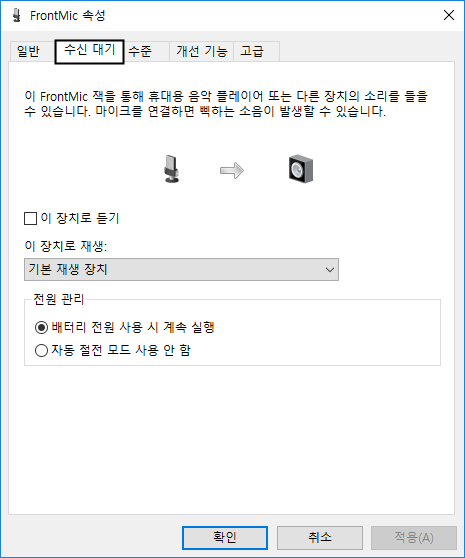 FrontMic 속성
일반 수신 대기 수준 개선 기능 고급
이 FrontMic 잭을 통해 휴대용 음악 플레이어 또는 다른 장치의 소리를 들을
수 있습니다. 마이크를 연결하면 삑하는 소음이 발생할 수 있습니다.
이 장치로 듣기
이 장치로 재생:
기본 재생 장치
전원 관리
배터리 전원 사용 시 계속 실행
자동 절전 모드 사용 안 함
확인 취소 적용(A)